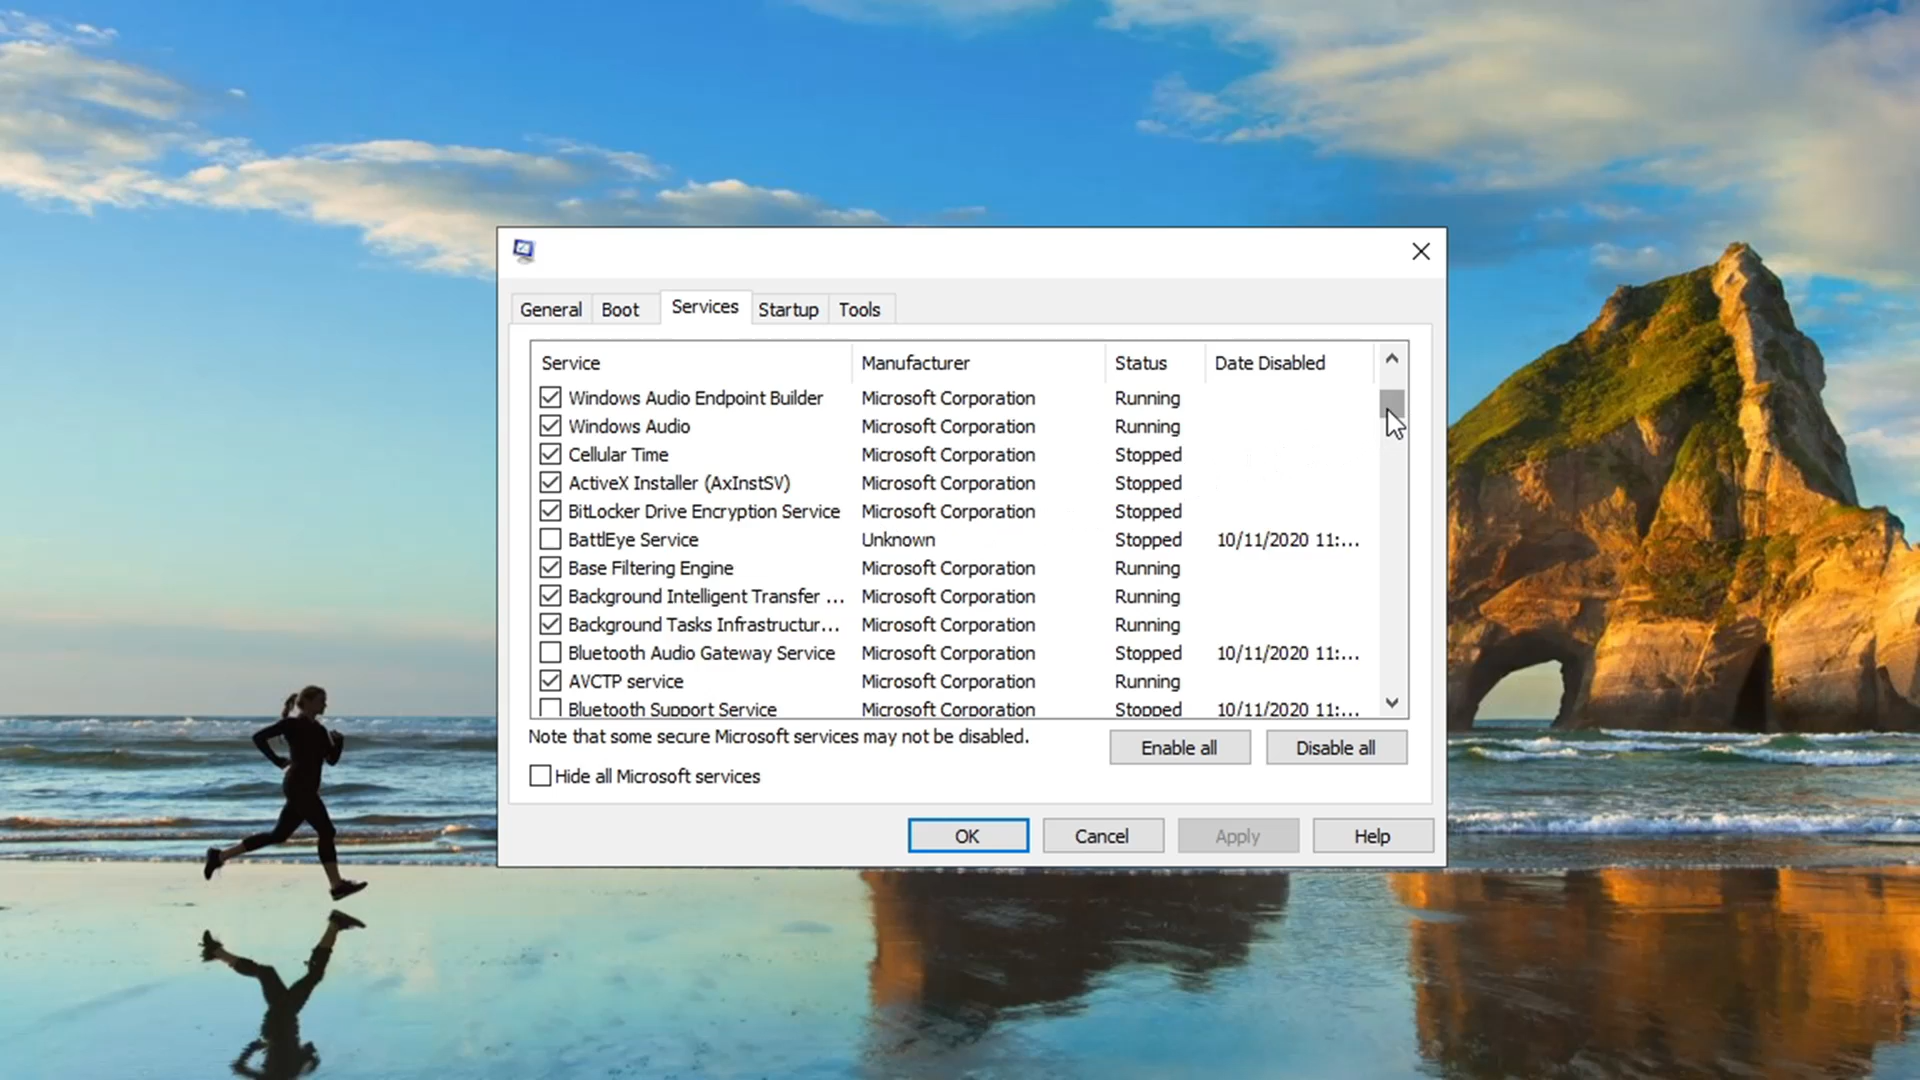 General Boot Services Startup Tools
Service Manufacturer Status Date Disabled
Windows Audio Endpoint Builder Microsoft Corporation Running
Windows Audio Microsoft Corporation Running
Cellular Time Microsoft Corporation Stopped
ActiveX Installer (AxInstSV) Microsoft Corporation Stopped
BitLocker Drive Encryption Service Microsoft Corporation Stopped
BattlEye Service Unknown Stopped 10/11/2020 11:...
Base Filtering Engine Microsoft Corporation Running
Background Intelligent Transfer ... Microsoft Corporation Running
Background Tasks Infrastructur... Microsoft Corporation Running
Bluetooth Audio Gateway Service Microsoft Corporation Stopped 10/11/2020 11:...
AVCTP service Microsoft Corporation Running
Bluetooth Support Service Microsoft Corporation Stopped 10/11/2020 11:...
Note that some secure Microsoft services may not be disabled.
Enable all Disable all
Hide all Microsoft services
OK Cancel Apply Help